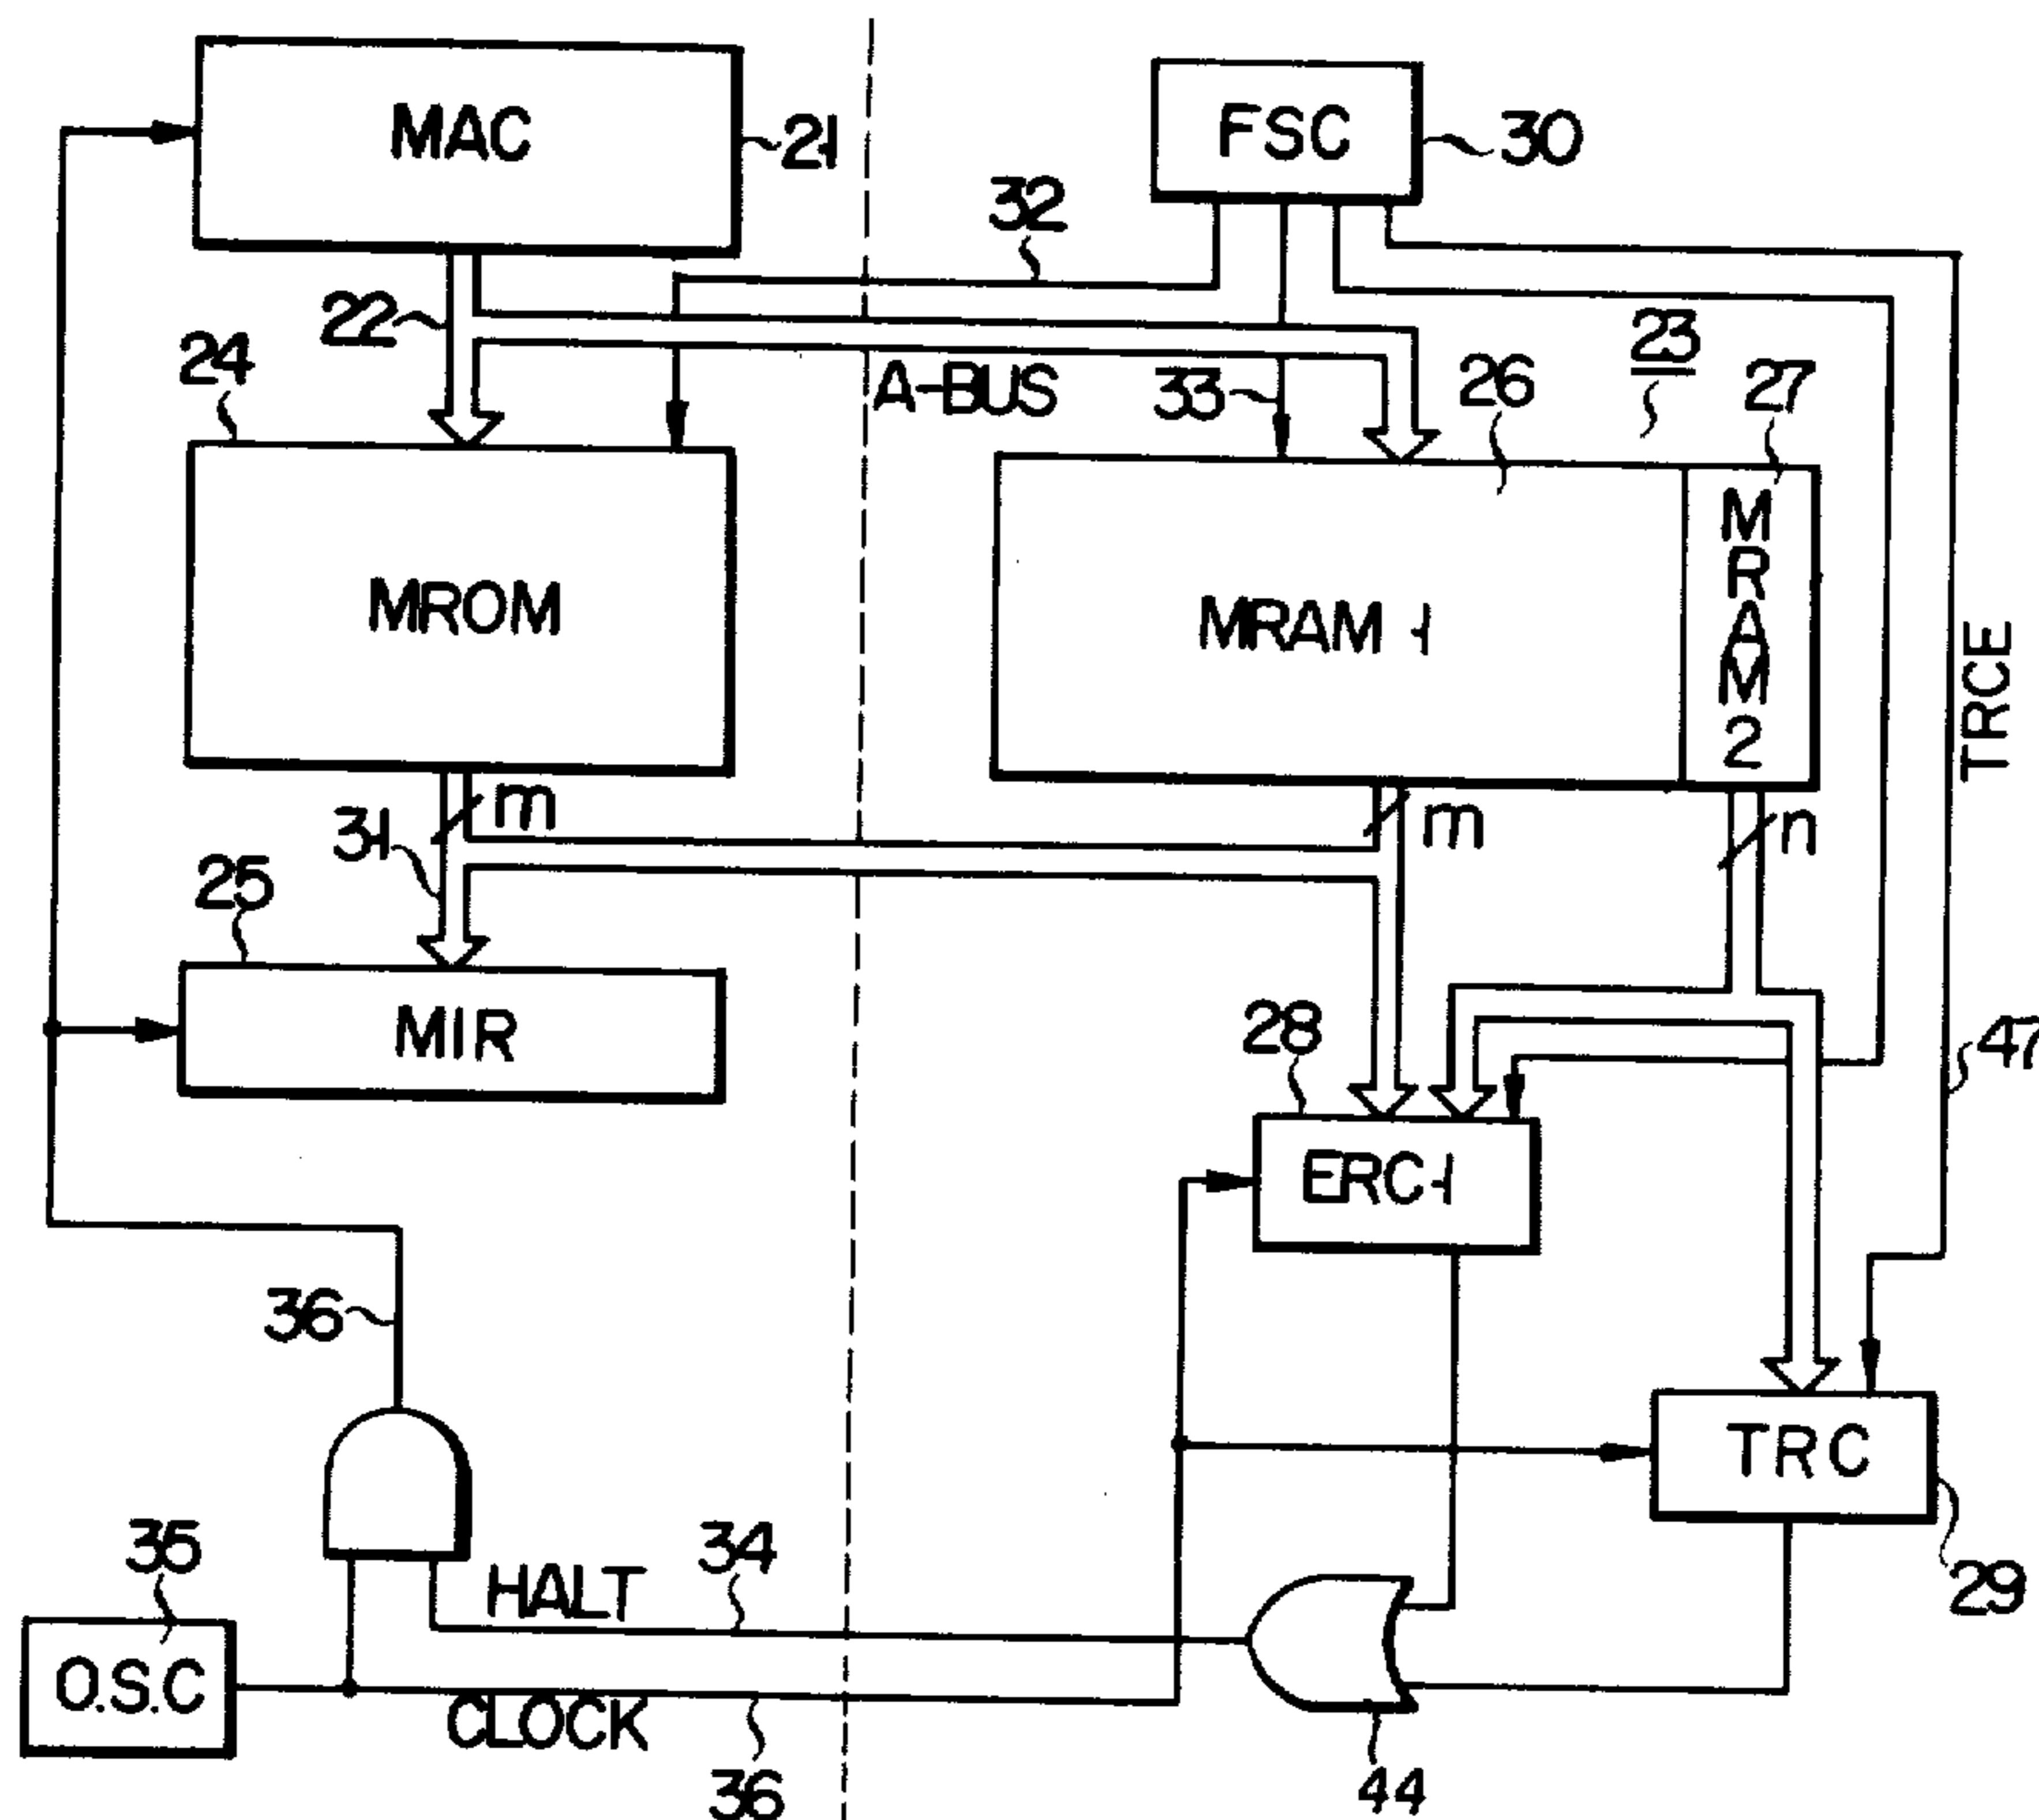 MAC
21
FSC
30
32
22
24
A-BUS
33
26
23
27
MROM
MRAM-1
MRAM2
TRCE
m
31
m
n
25
MIR
28
47
ERC-1
36
TRC
29
35
HALT
34
O.S.C
CLOCK
36
44